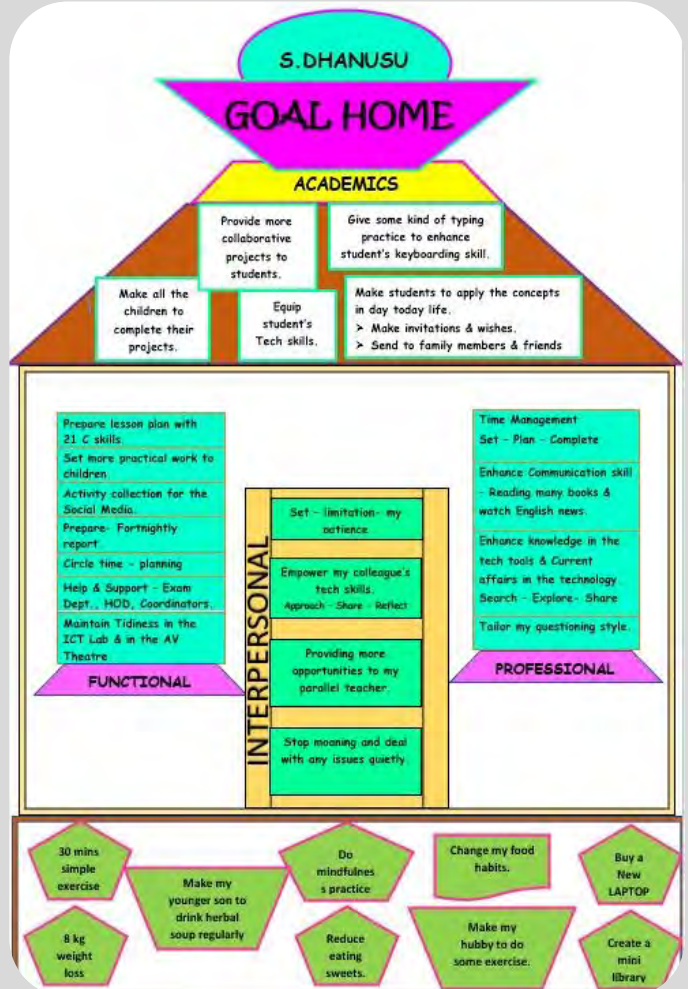 S.DHANUSU
GOAL HOME
ACADEMICS
Provide more
collaborative
projects to
students.
Give some kind of typing
practice to enhance
student's keyboarding skill.
Make all the
children to
complete their
projects.
Equip
student's
Tech skills.
Make students to apply the concepts
in day today life.
➤ Make invitations & wishes.
➤ Send to family members & friends
Prepare lesson plan with
21 C skills.
Set more practical work to
children
Activity collection for the
Social Media.
Prepare- Fortnightly
report
Circle time - planning
Help & Support - Exam
Dept., HOD, Coordinators.
Maintain Tidiness in the
ICT Lab & in the AV
Theatre
FUNCTIONAL
INTERPERSONAL
Set - limitation- my
patience
Empower my colleague's
tech skills.
Approach - Share - Reflect
Providing more
opportunities to my
parallel teacher.
Stop moaning and deal
with any issues quietly.
Time Management
Set - Plan - Complete
Enhance Communication skill
- Reading many books &
watch English news.
Enhance knowledge in the
tech tools & Current
affairs in the technology
Search - Explore- Share
Tailor my questioning style.
PROFESSIONAL
30 mins
simple
exercise
Make my
younger son to
drink herbal
soup regularly
Do
mindfulnes
s practice
Change my food
habits.
Buy a
New
LAPTOP
8 kg
weight
loss
Reduce
eating
sweets.
Make my
hubby to do
some exercise.
Create a
mini
library